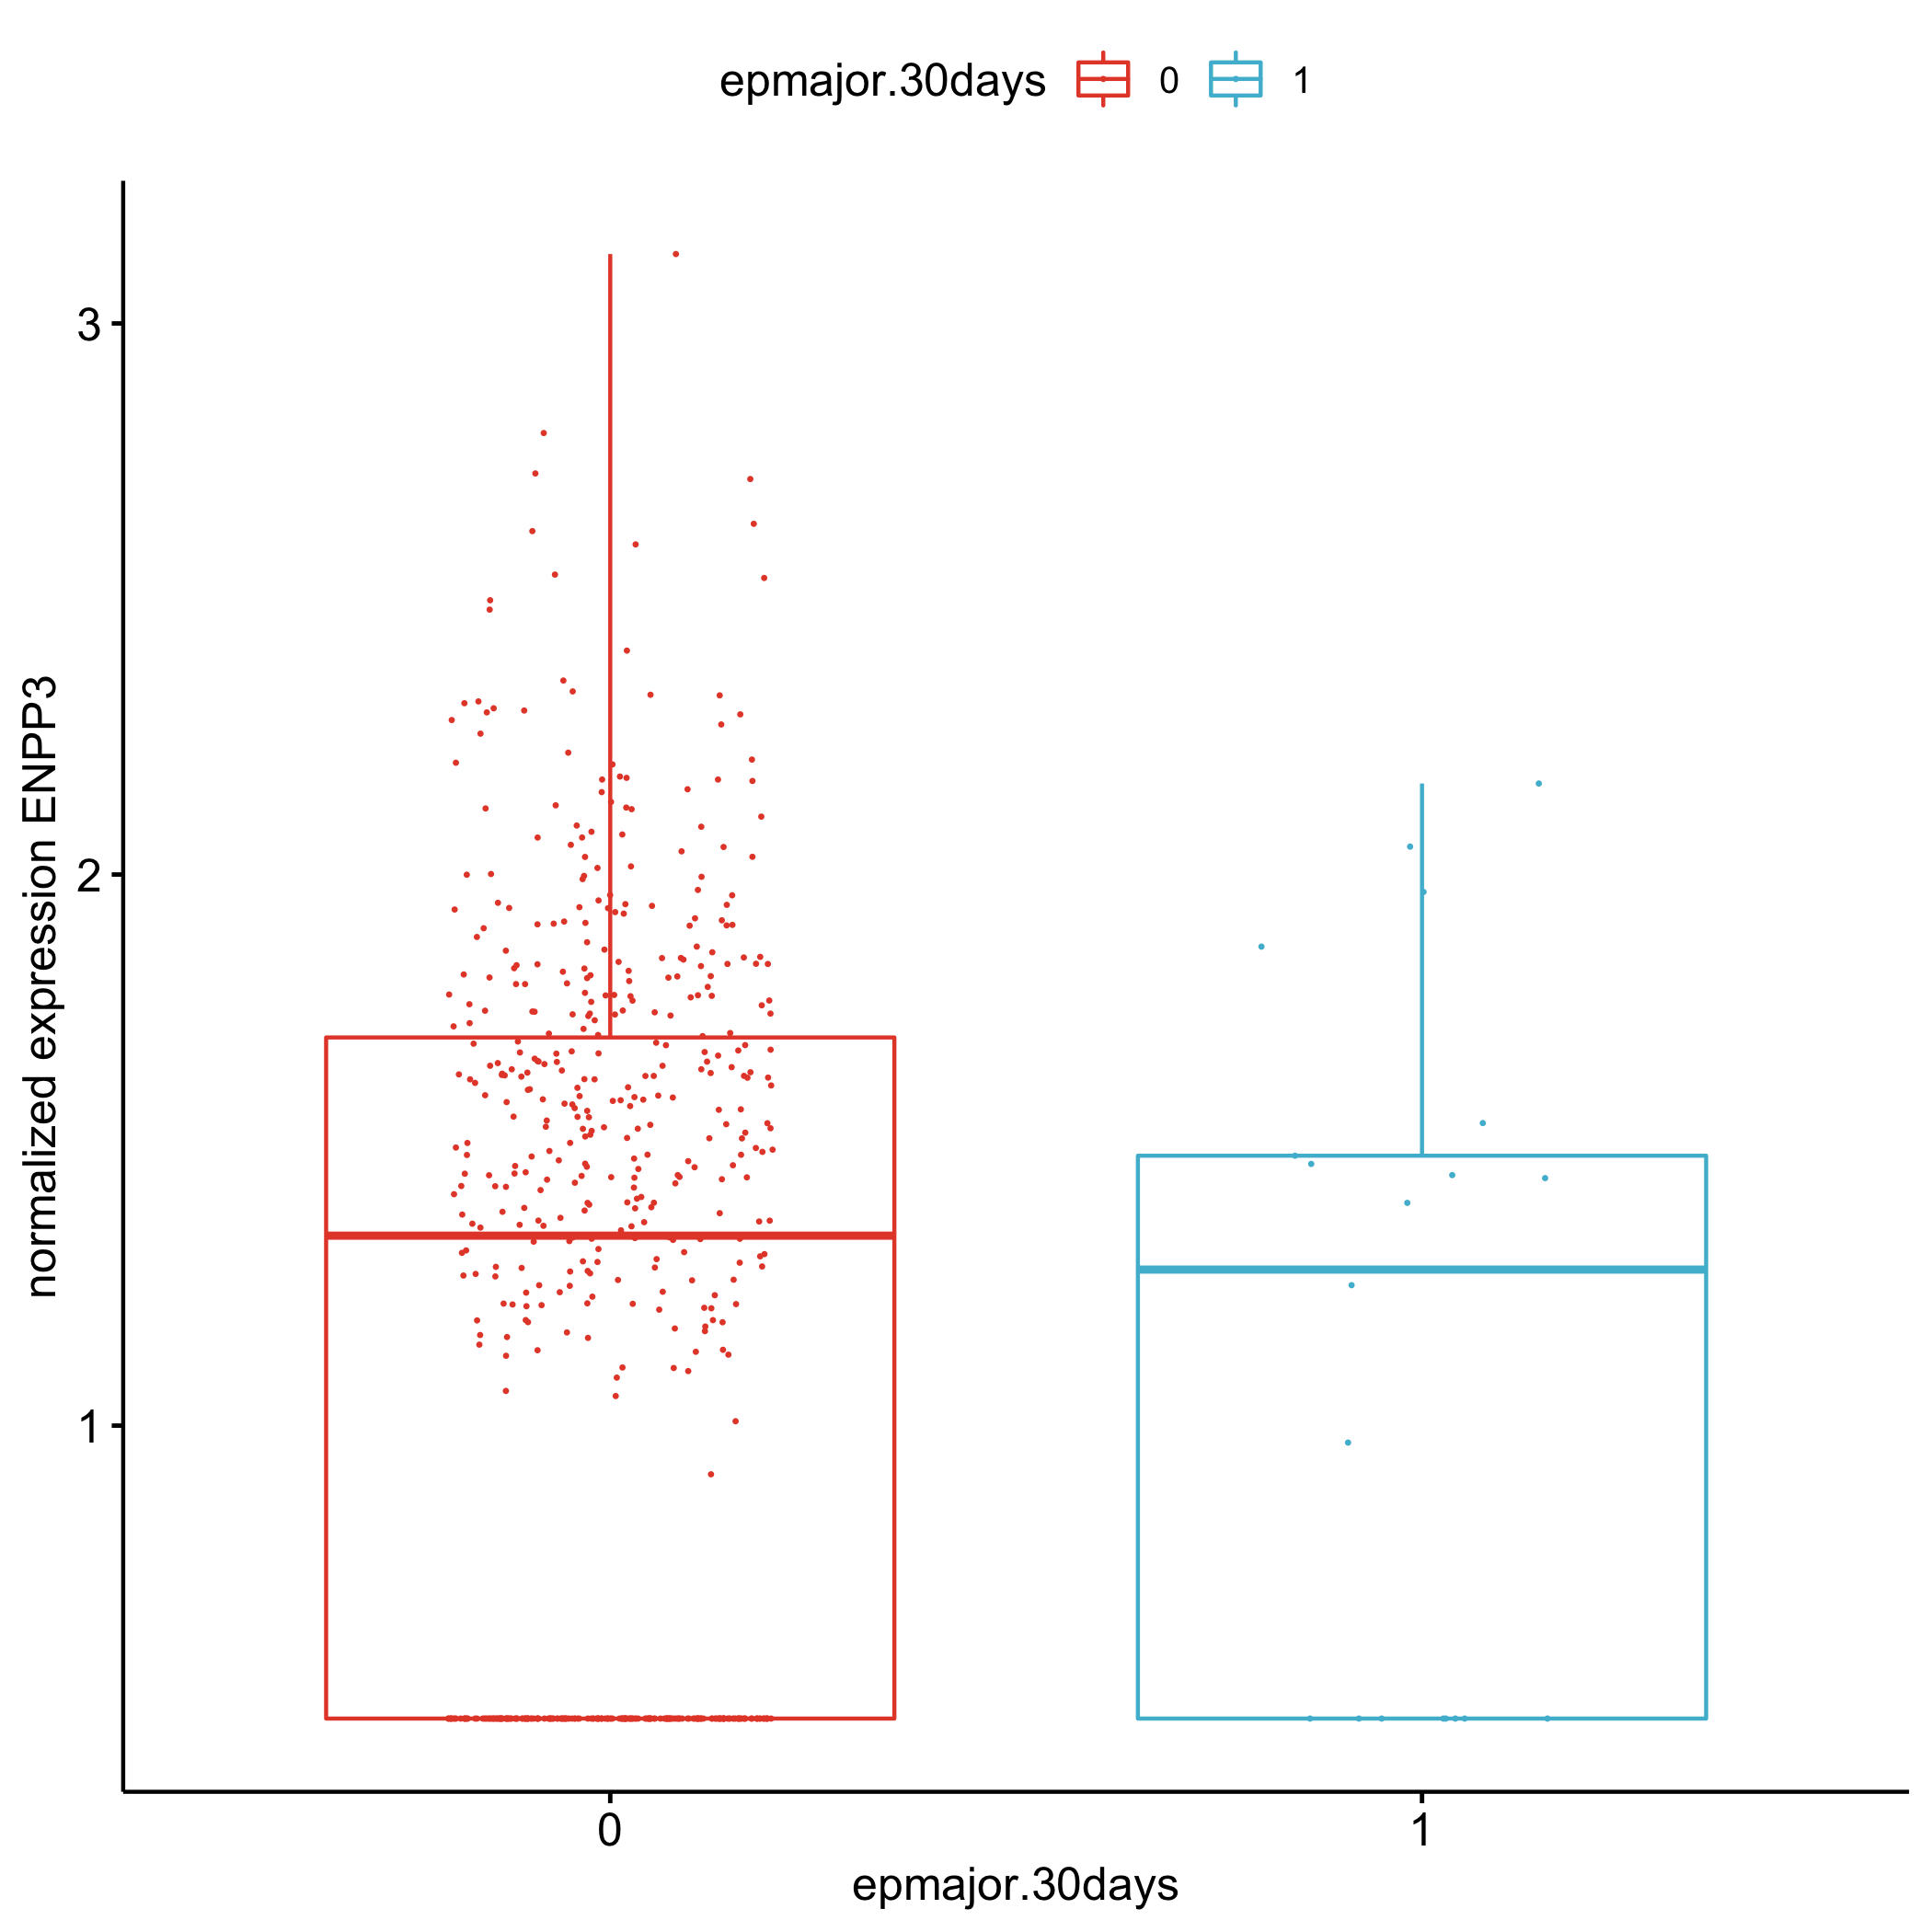 epmajor.30days 0 1
normalized expression ENPP3
3
2
1
0 1
epmajor.30days